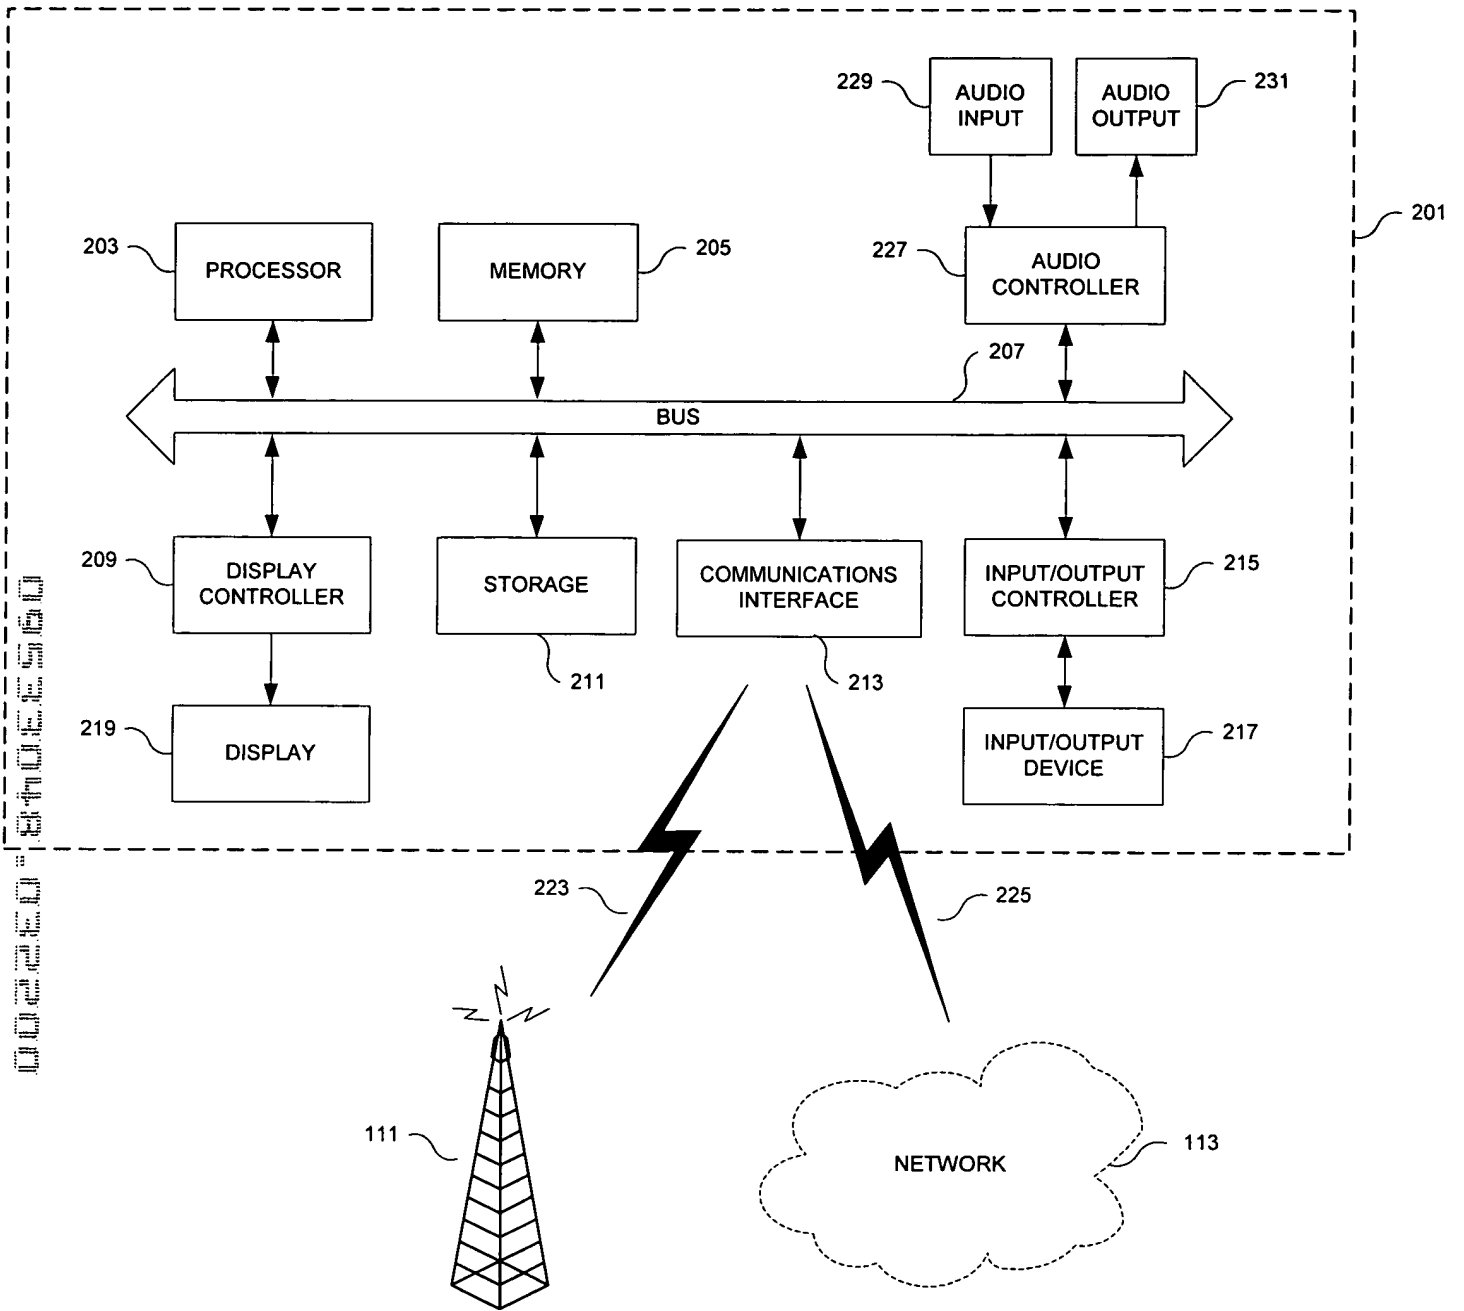 229
AUDIO
INPUT
AUDIO
OUTPUT
231
201
203
PROCESSOR
MEMORY
205
227
AUDIO
CONTROLLER
207
BUS
209
DISPLAY
CONTROLLER
STORAGE
211
COMMUNICATIONS
INTERFACE
213
INPUT/OUTPUT
CONTROLLER
215
219
DISPLAY
INPUT/OUTPUT
DEVICE
217
223
225
111
NETWORK
113
09533048.032200